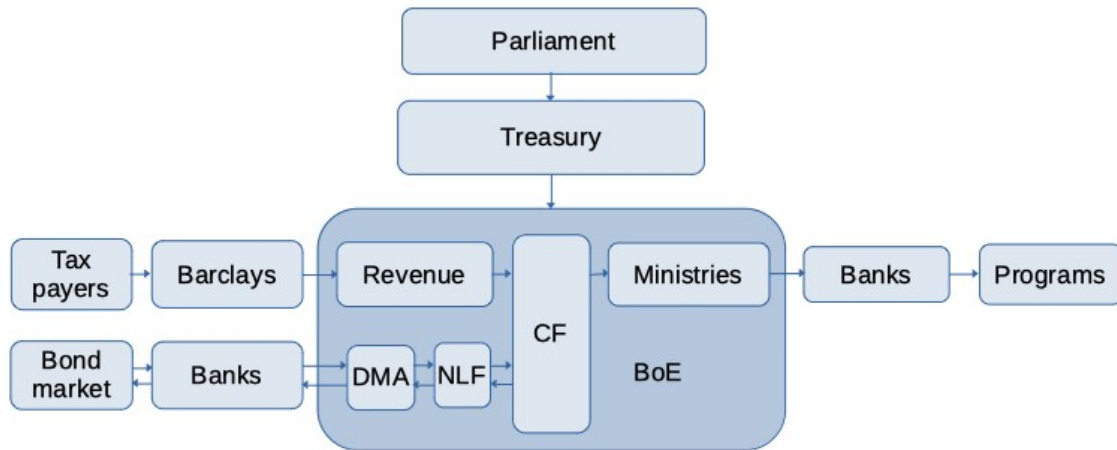 Parliament
Treasury
Tax
payers
Barclays
Revenue
CF
Ministries
Banks
Programs
Bond
market
Banks
DMA
NLF
BoE